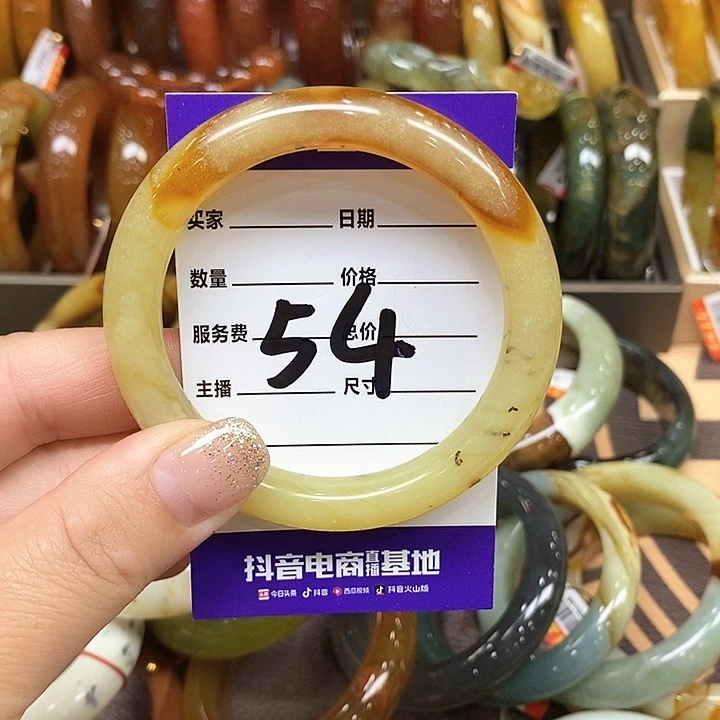 买家 日期
数量 价格
服务费 总价
主播 尺寸
54
抖音电商直播基地
今日头条 抖音 西瓜视频 抖音火山版